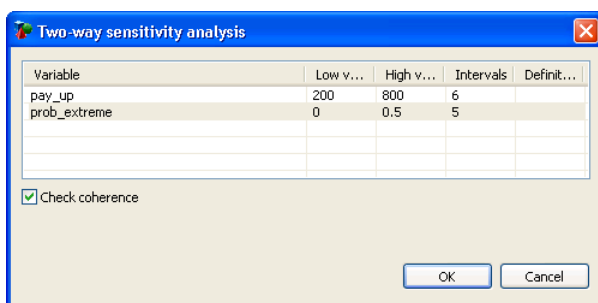 Two-way sensitivity analysis
Variable Low v... High v... Intervals Definit...
pay_up 200 800 6
prob_extreme 0 0.5 5
Check coherence
OK Cancel